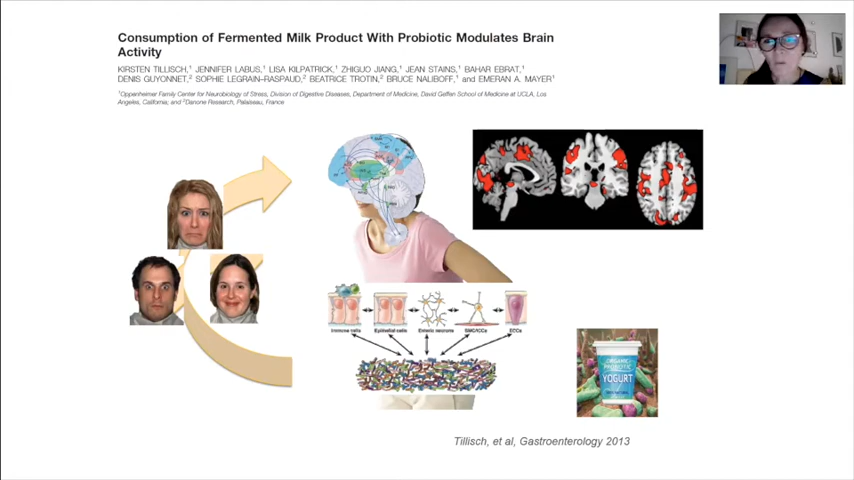 Consumption of Fermented Milk Product With Probiotic Modulates Brain
Activity
KIRSTEN TILLISCH,¹ JENNIFER LABUS,¹ LISA KILPATRICK,¹ ZHIGUO JIANG,¹ JEAN STAINS,¹ BAHAR EBRAT,¹
DENIS GUYONNET,² SOPHIE LEGRAIN–RASPAUD,² BEATRICE TROTIN,² BRUCE NALIBOFF,¹ and EMERAN A. MAYER¹
¹Oppenheimer Family Center for Neurobiology of Stress, Division of Digestive Diseases, Department of Medicine, David Geffen School of Medicine at UCLA, Los
Angeles, California; and ²Danone Research, Palaiseau, France
Immune cells Epithelial cells Enteric neurons SMC/ICCs ECCs
ORGANIC
PROBIOTIC
YOGURT
Tillisch, et al, Gastroenterology 2013